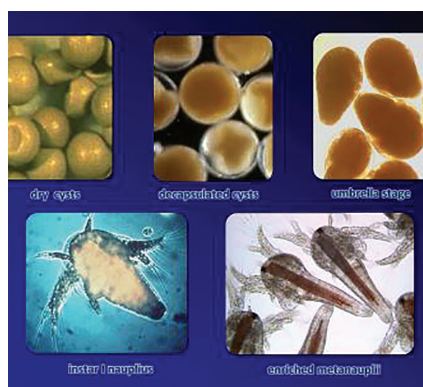 dry cysts
decapsulated cysts
umbrella stage
instar I nauplius
enriched metanauplii